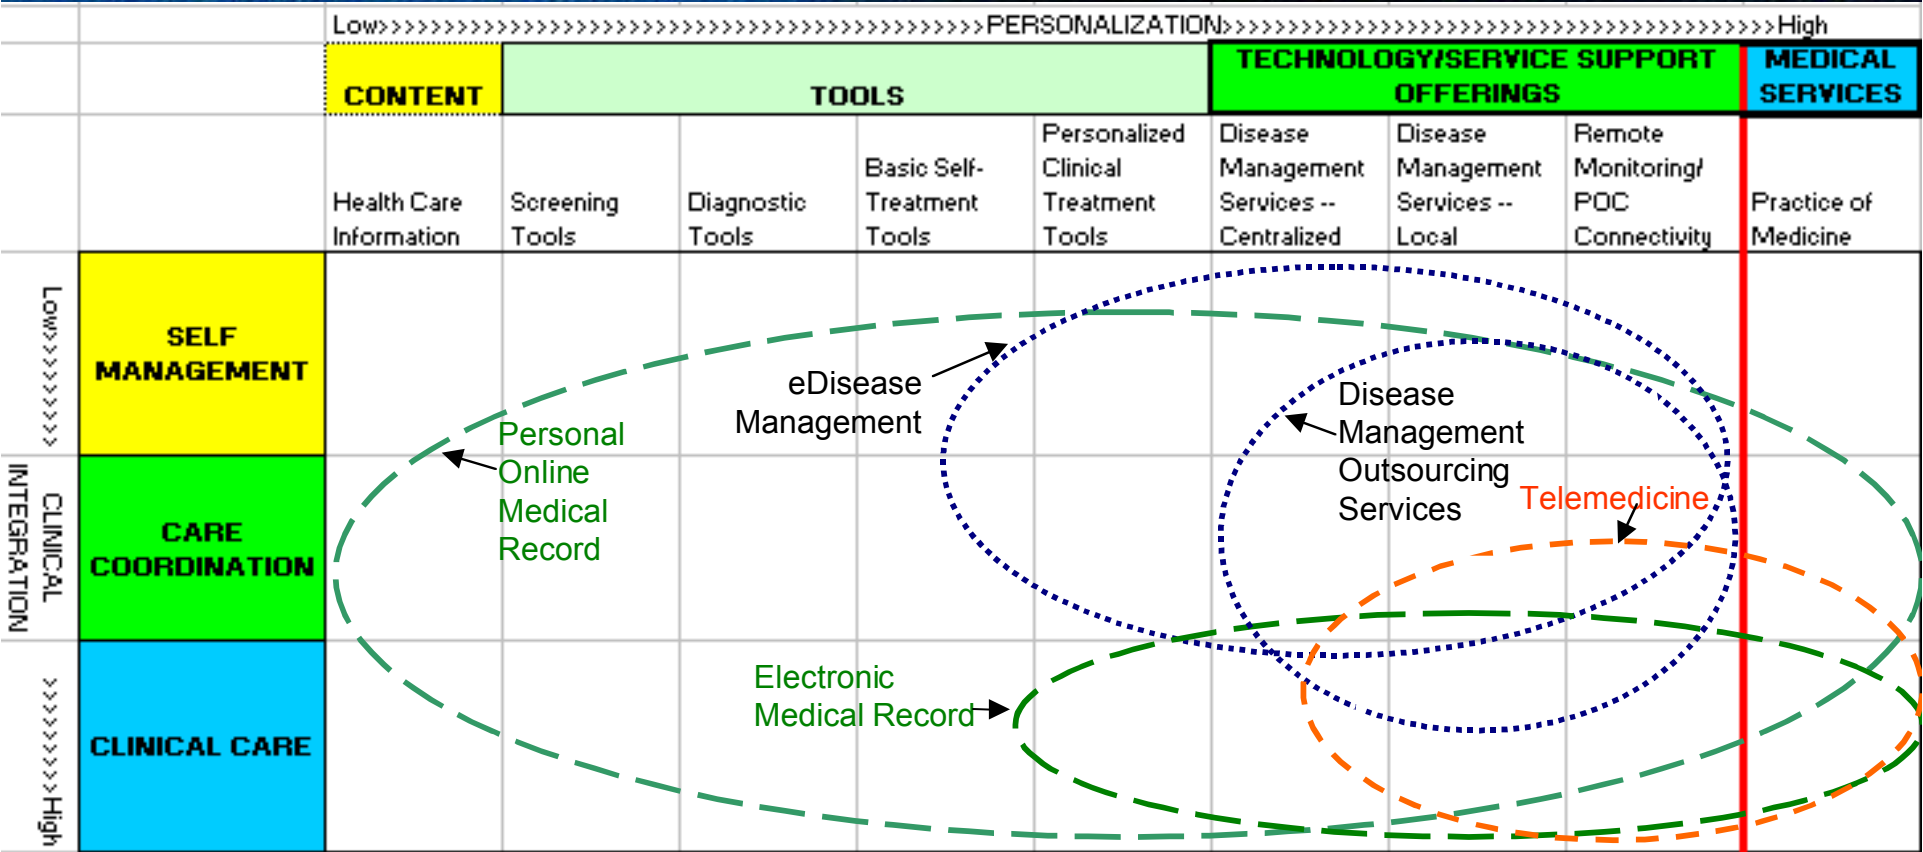 Low>>>>>>>>>>>>>>>>>>>>>>>>>>>>>>>>>>>>>>>>>>>>>>>>>>PERSONALIZATION>>>>>>>>>>>>>>>>>>>>>>>>>>>>>>>>>>>>>>>>>>>>>>>>High
CONTENT
TOOLS
TECHNOLOGY/SERVICE SUPPORT
OFFERINGS
MEDICAL
SERVICES
Health Care
Information
Screening
Tools
Diagnostic
Tools
Basic Self-
Treatment
Tools
Personalized
Clinical
Treatment
Tools
Disease
Management
Services --
Centralized
Disease
Management
Services --
Local
Remote
Monitoring/
POC
Connectivity
Practice of
Medicine
Low>>>>>>>>>
CLINICAL
INTEGRATION
>>>>>>>>>High
SELF
MANAGEMENT
CARE
COORDINATION
CLINICAL CARE
eDisease
Management
Disease
Management
Outsourcing
Services
Personal
Online
Medical
Record
Telemedicine
Electronic
Medical Record